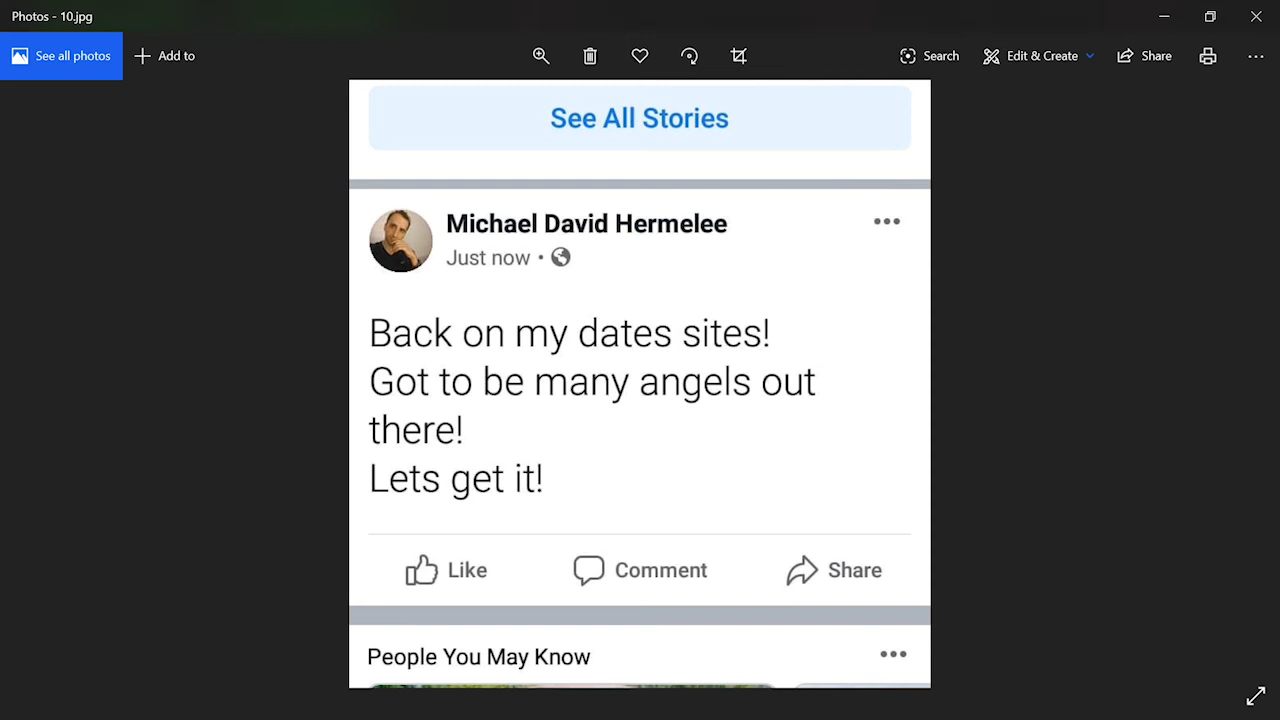 Photos - 10.jpg
See all photos
Add to
Search
Edit & Create
Share
See All Stories
Michael David Hermelee
Just now •
Back on my dates sites!
Got to be many angels out
there!
Lets get it!
Like
Comment
Share
People You May Know